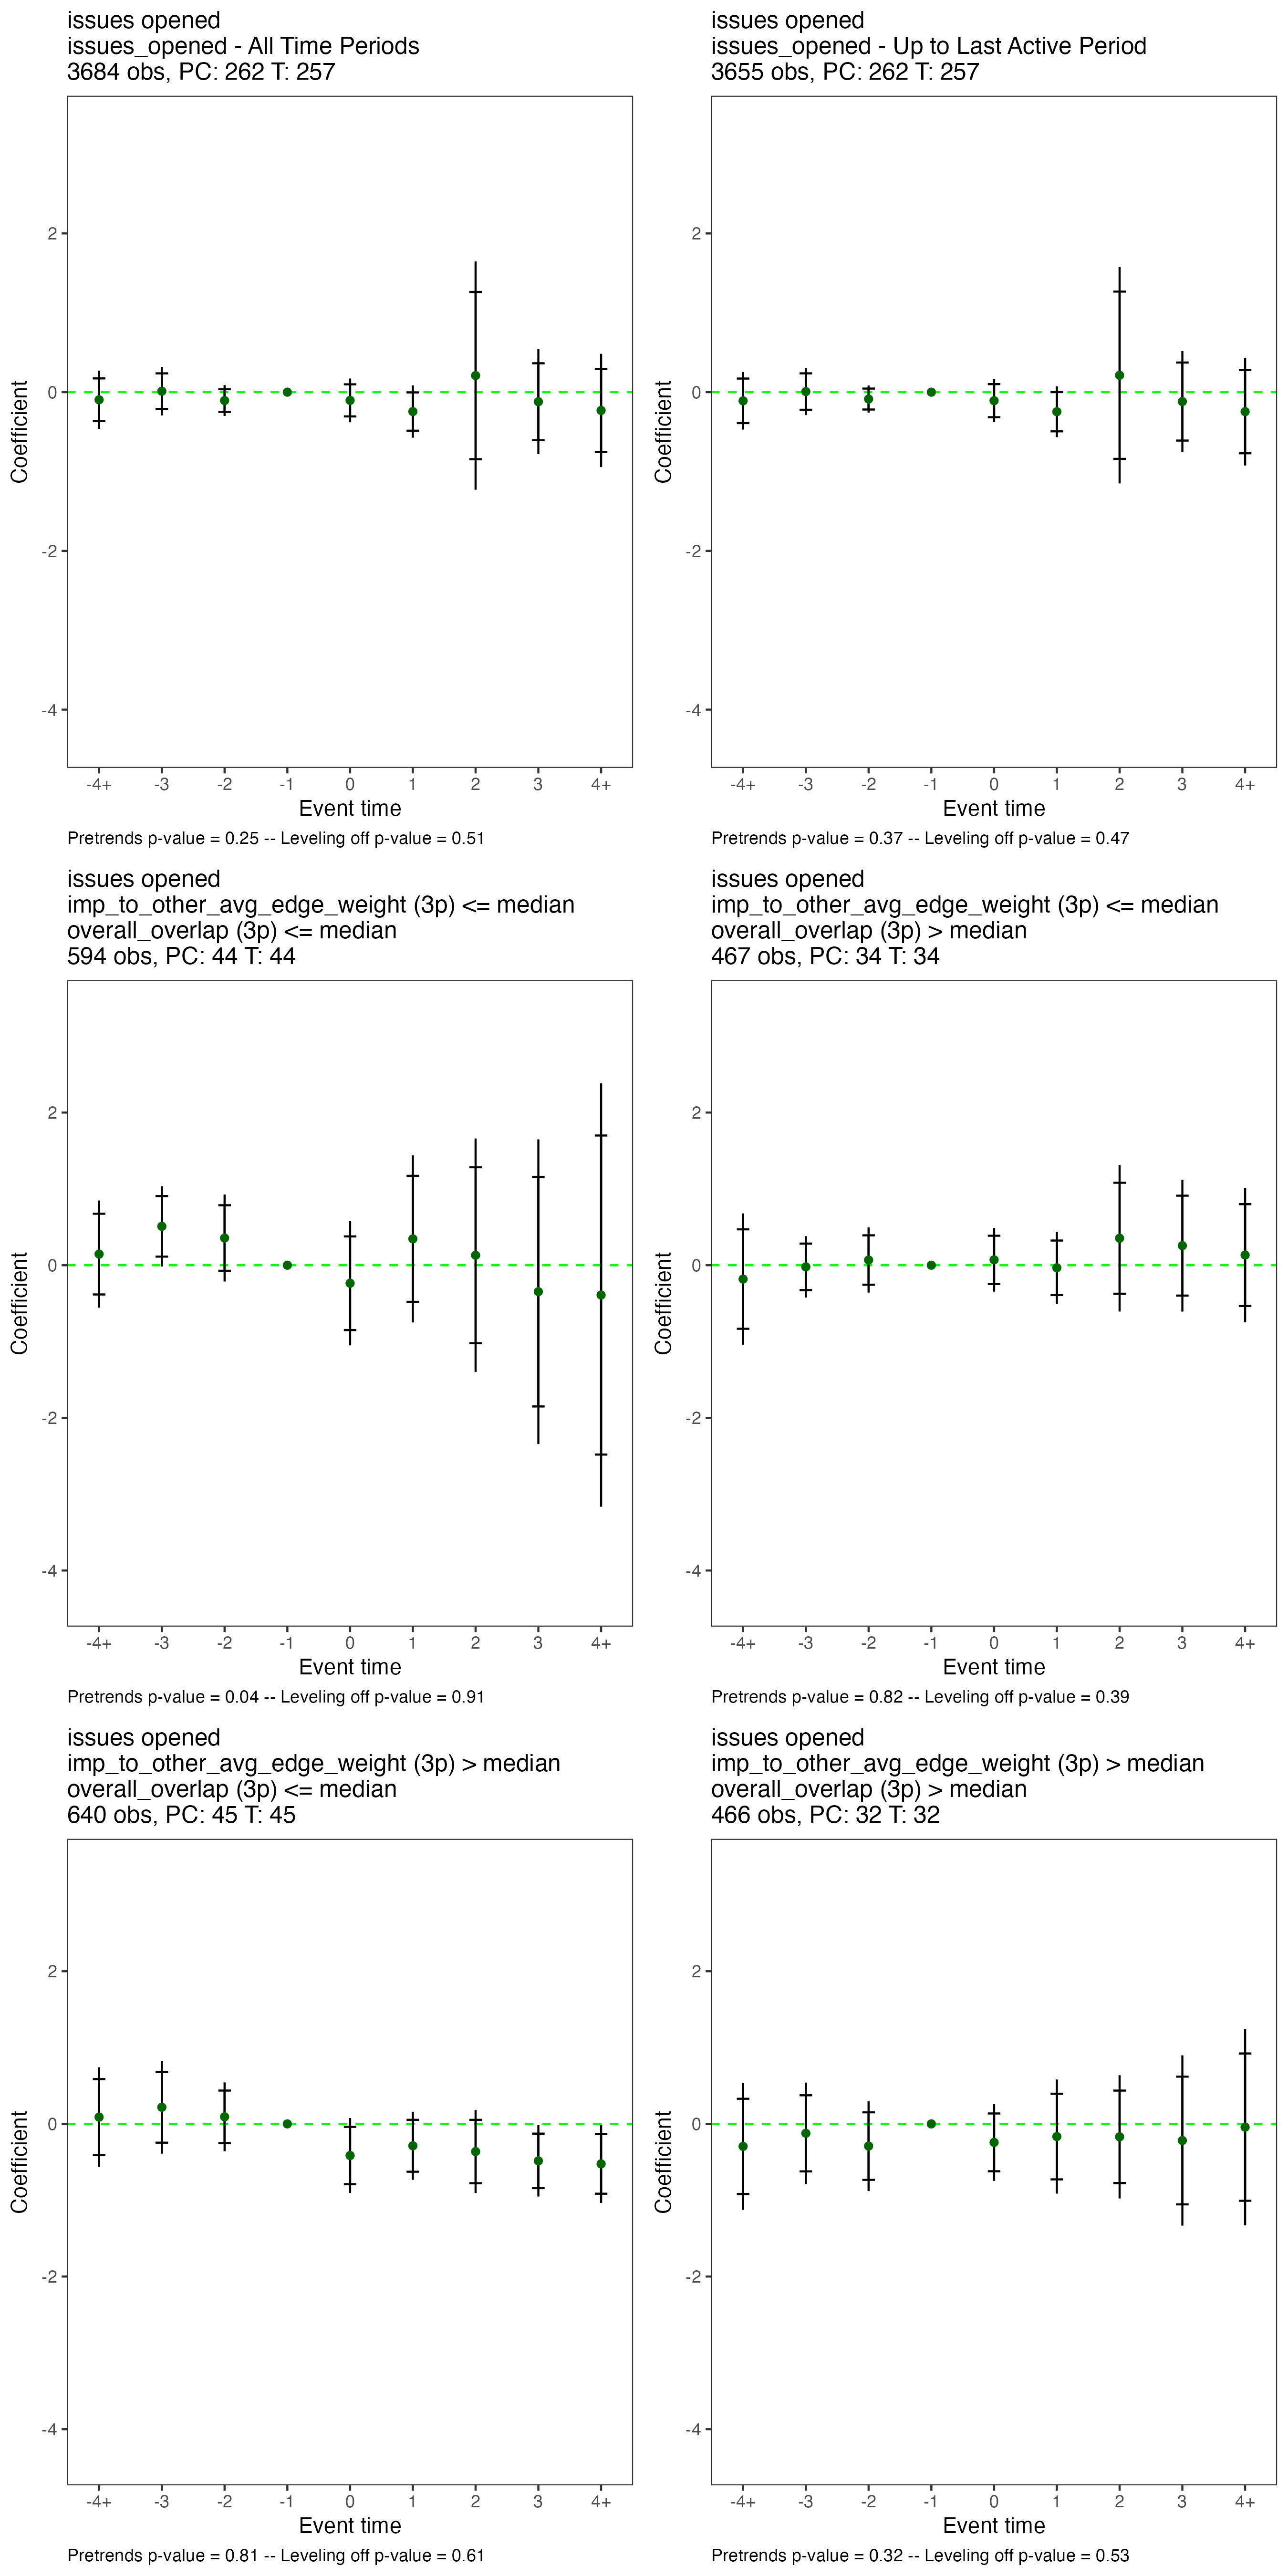 issues opened
issues_opened - All Time Periods
3684 obs, PC: 262 T: 257
Coefficient
2
0
-2
-4
-4+ -3 -2 -1 0 1 2 3 4+
Event time
Pretrends p-value = 0.25 -- Leveling off p-value = 0.51
issues opened
issues_opened - Up to Last Active Period
3655 obs, PC: 262 T: 257
Coefficient
2
0
-2
-4
-4+ -3 -2 -1 0 1 2 3 4+
Event time
Pretrends p-value = 0.37 -- Leveling off p-value = 0.47
issues opened
imp_to_other_avg_edge_weight (3p) <= median
overall_overlap (3p) <= median
594 obs, PC: 44 T: 44
Coefficient
2
0
-2
-4
-4+ -3 -2 -1 0 1 2 3 4+
Event time
Pretrends p-value = 0.04 -- Leveling off p-value = 0.91
issues opened
imp_to_other_avg_edge_weight (3p) <= median
overall_overlap (3p) > median
467 obs, PC: 34 T: 34
Coefficient
2
0
-2
-4
-4+ -3 -2 -1 0 1 2 3 4+
Event time
Pretrends p-value = 0.82 -- Leveling off p-value = 0.39
issues opened
imp_to_other_avg_edge_weight (3p) > median
overall_overlap (3p) <= median
640 obs, PC: 45 T: 45
Coefficient
2
0
-2
-4
-4+ -3 -2 -1 0 1 2 3 4+
Event time
Pretrends p-value = 0.81 -- Leveling off p-value = 0.61
issues opened
imp_to_other_avg_edge_weight (3p) > median
overall_overlap (3p) > median
466 obs, PC: 32 T: 32
Coefficient
2
0
-2
-4
-4+ -3 -2 -1 0 1 2 3 4+
Event time
Pretrends p-value = 0.32 -- Leveling off p-value = 0.53